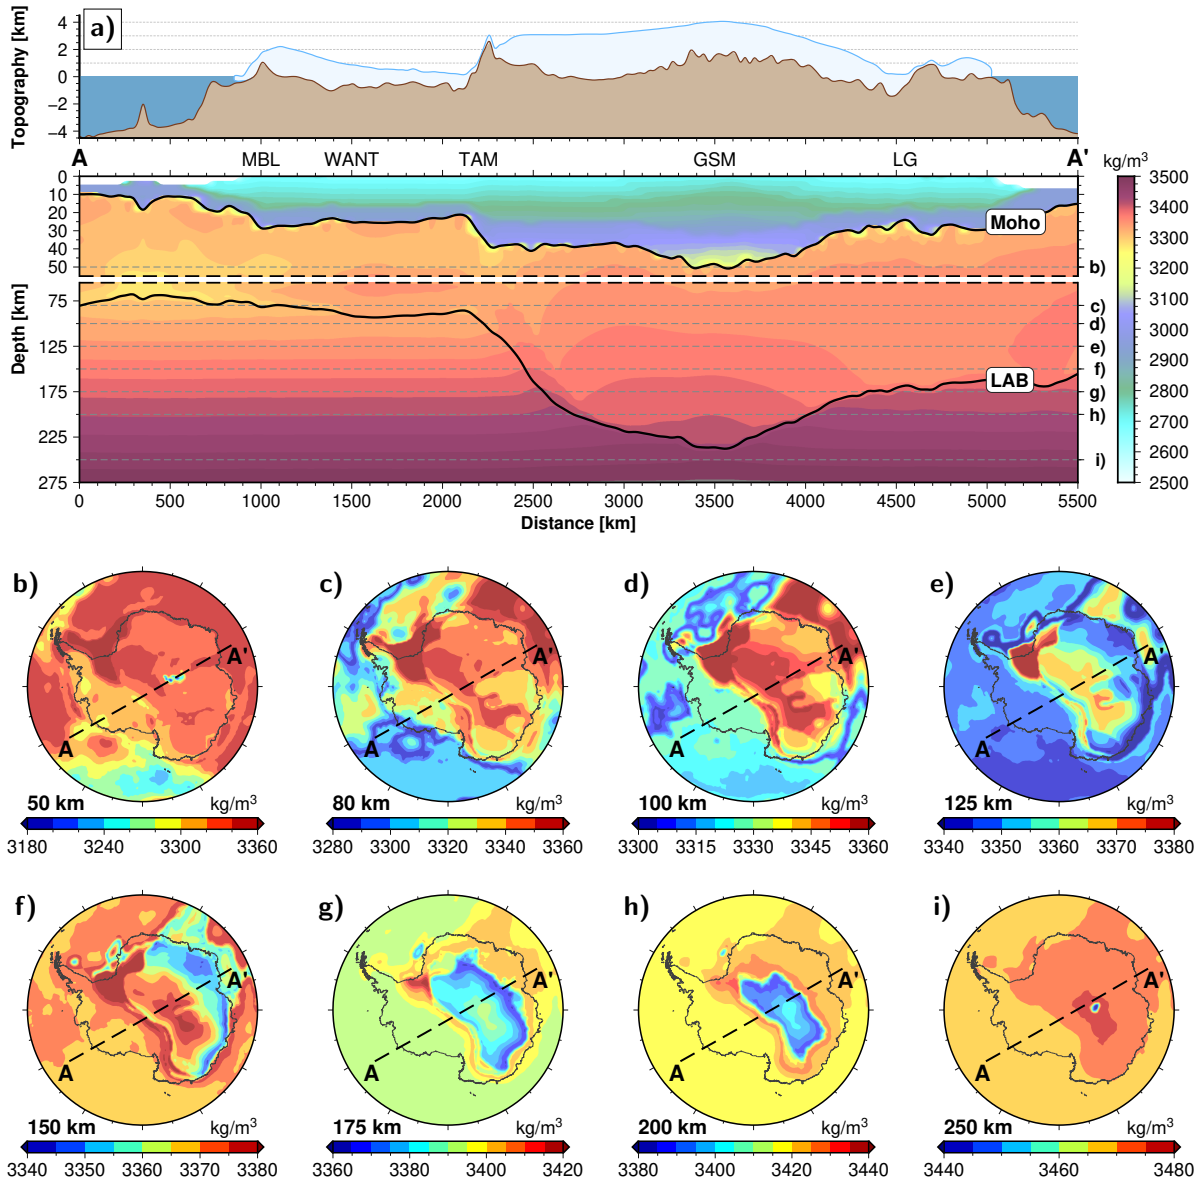 a)
Topography [km]
4
2
0
−2
−4
A MBL WANT TAM GSM LG A'
kg/m³
0
10
20
30
40
50
Moho
b)
Depth [km]
75
125
175
225
275
LAB
c)
d)
e)
f)
g)
h)
i)
0 500 1000 1500 2000 2500 3000 3500 4000 4500 5000 5500
Distance [km]
3500
3400
3300
3200
3100
3000
2900
2800
2700
2600
2500
b) c) d) e)
A A' A A' A A' A A'
50 km kg/m³ 80 km kg/m³ 100 km kg/m³ 125 km kg/m³
3180 3240 3300 3360 3280 3300 3320 3340 3360 3300 3315 3330 3345 3360 3340 3350 3360 3370 3380
f) g) h) i)
A A' A A' A A' A A'
150 km kg/m³ 175 km kg/m³ 200 km kg/m³ 250 km kg/m³
3340 3350 3360 3370 3380 3360 3380 3400 3420 3380 3400 3420 3440 3440 3460 3480